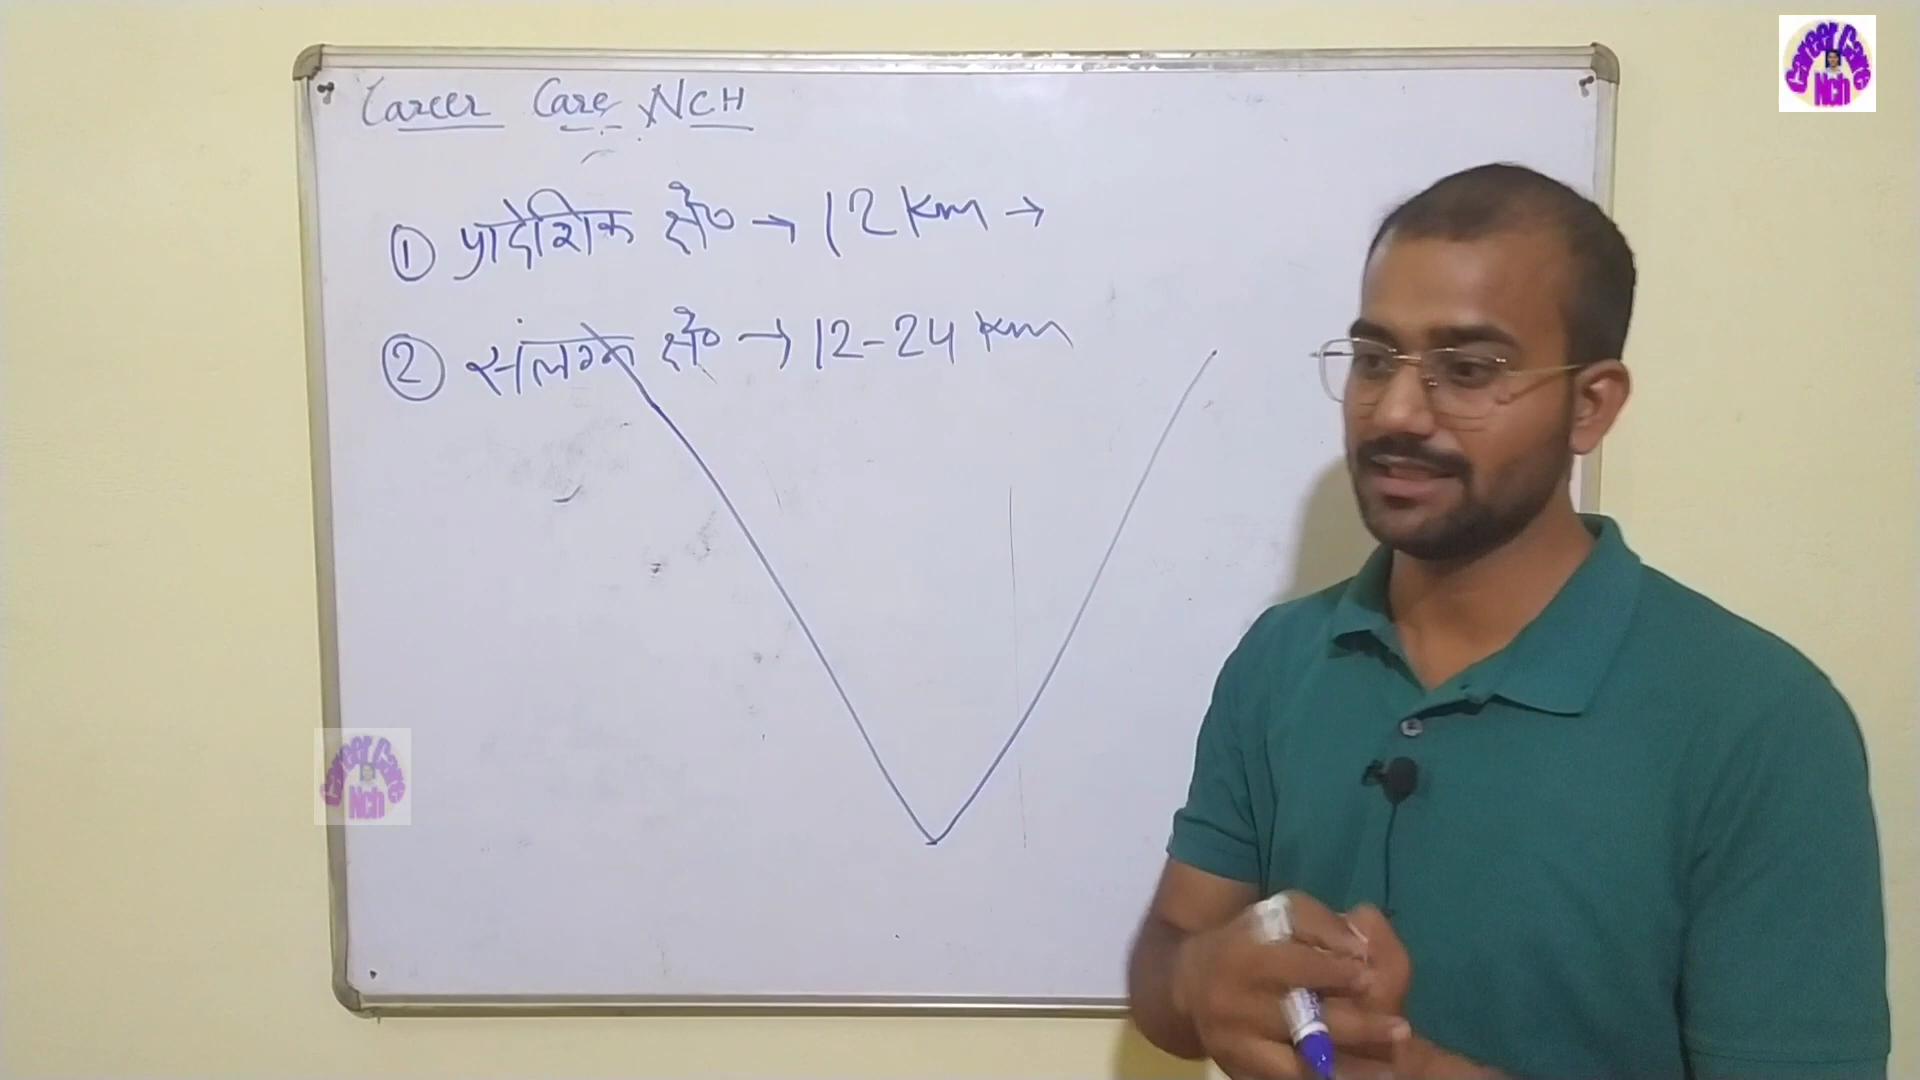 Career Care NCH
① प्रादेशिक क्षे० → 12 Km →
② संलग्न क्षे० → 12-24 Km
Career Care Nch
Career Care Nch